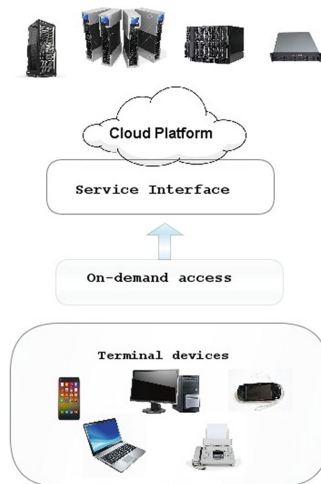 Cloud Platform
Service Interface
On-demand access
Terminal devices